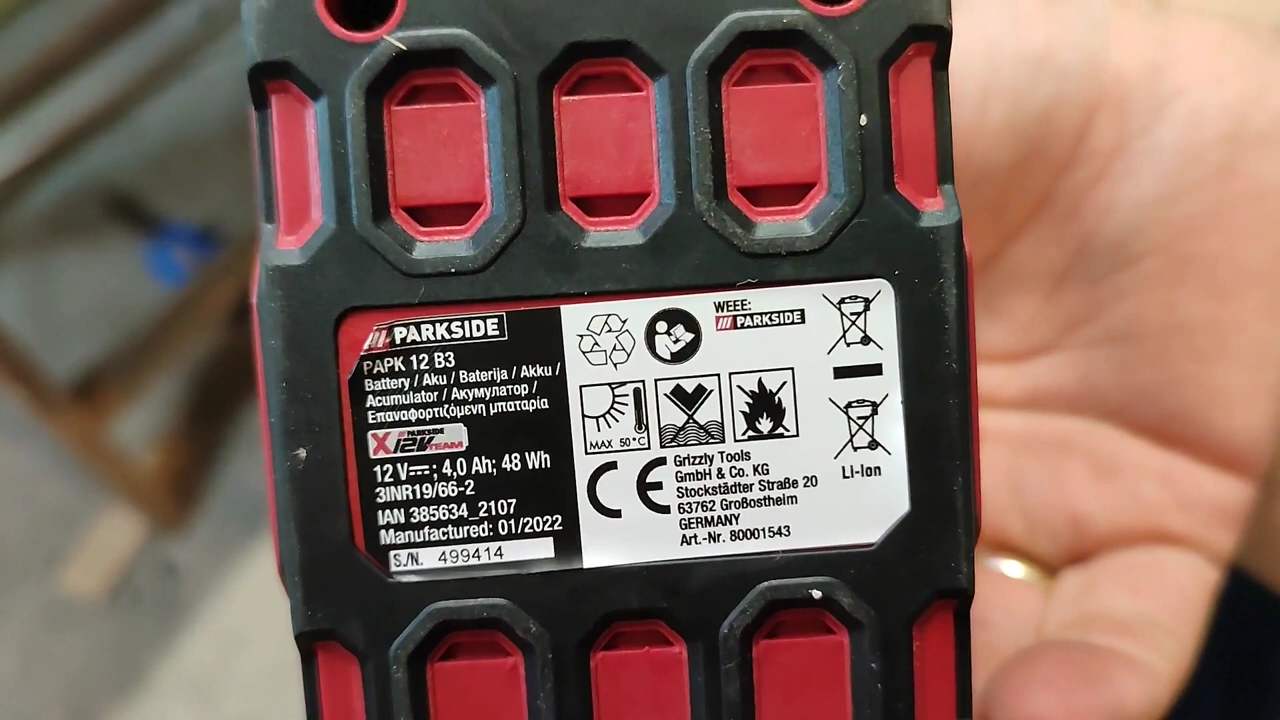 PARKSIDE
PAPK 12 B3
Battery / Aku / Baterija / Akku /
Acumulator / Акумулатор /
Επαναφορτιζόμενη μπαταρία
PARKSIDE
X12V TEAM
12 V⎓; 4,0 Ah; 48 Wh
3INR19/66-2
IAN 385634_2107
Manufactured: 01/2022
S./N. 499414
WEEE:
PARKSIDE
MAX 50°C
CE
Grizzly Tools
GmbH & Co. KG
Stockstädter Straße 20
63762 Großostheim
GERMANY
Art.-Nr. 80001543
Li-Ion